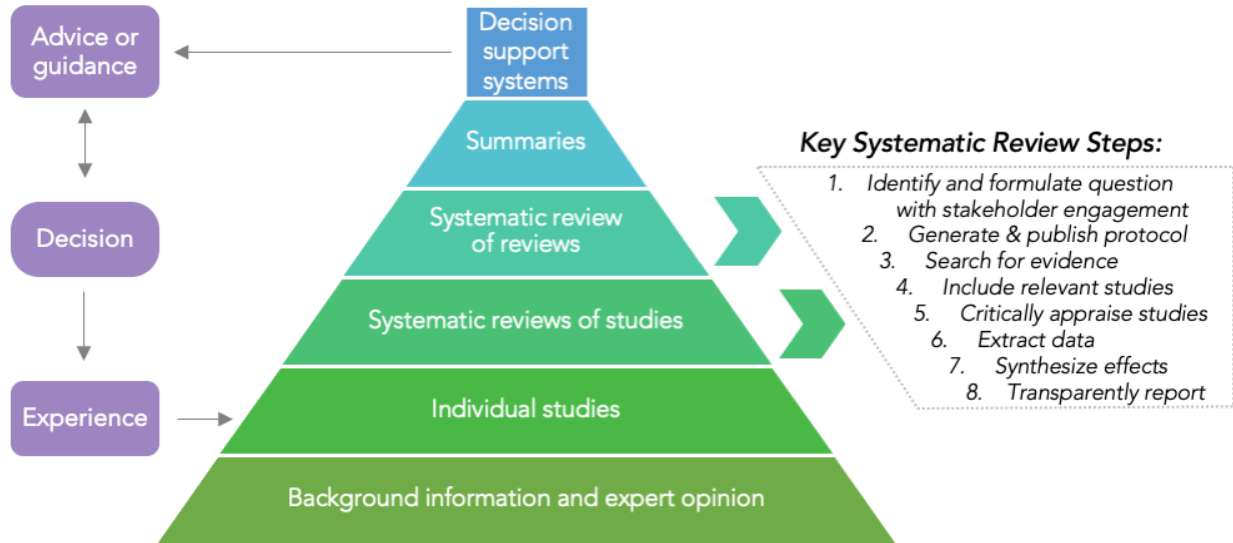 Advice or
guidance
Decision
Experience
Decision
support
systems
Summaries
Systematic review
of reviews
Systematic reviews of studies
Individual studies
Background information and expert opinion
Key Systematic Review Steps:
1. Identify and formulate question
with stakeholder engagement
2. Generate & publish protocol
3. Search for evidence
4. Include relevant studies
5. Critically appraise studies
6. Extract data
7. Synthesize effects
8. Transparently report